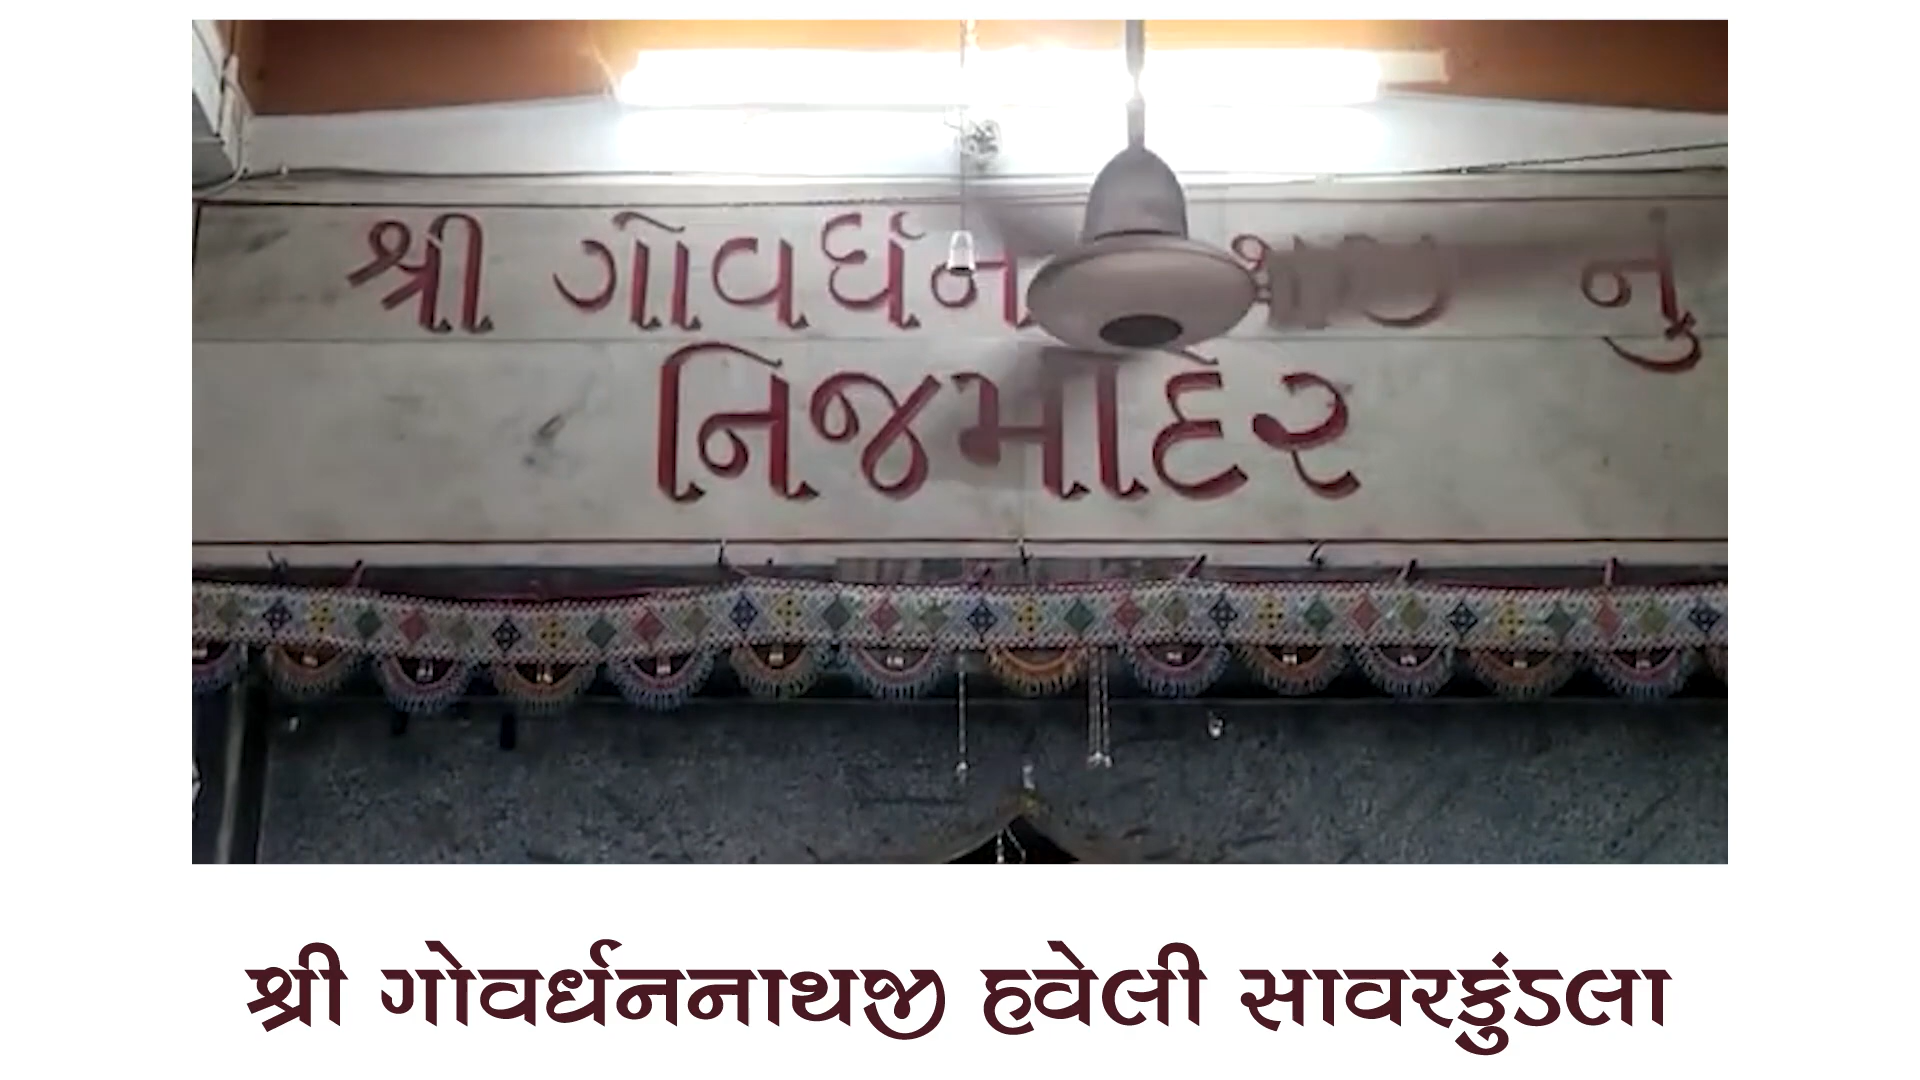 શ્રી ગોવર્ધન નું
નિજમંદિર
શ્રી ગોવર્ધનનાથજી હવેલી સાવરકુંડલા